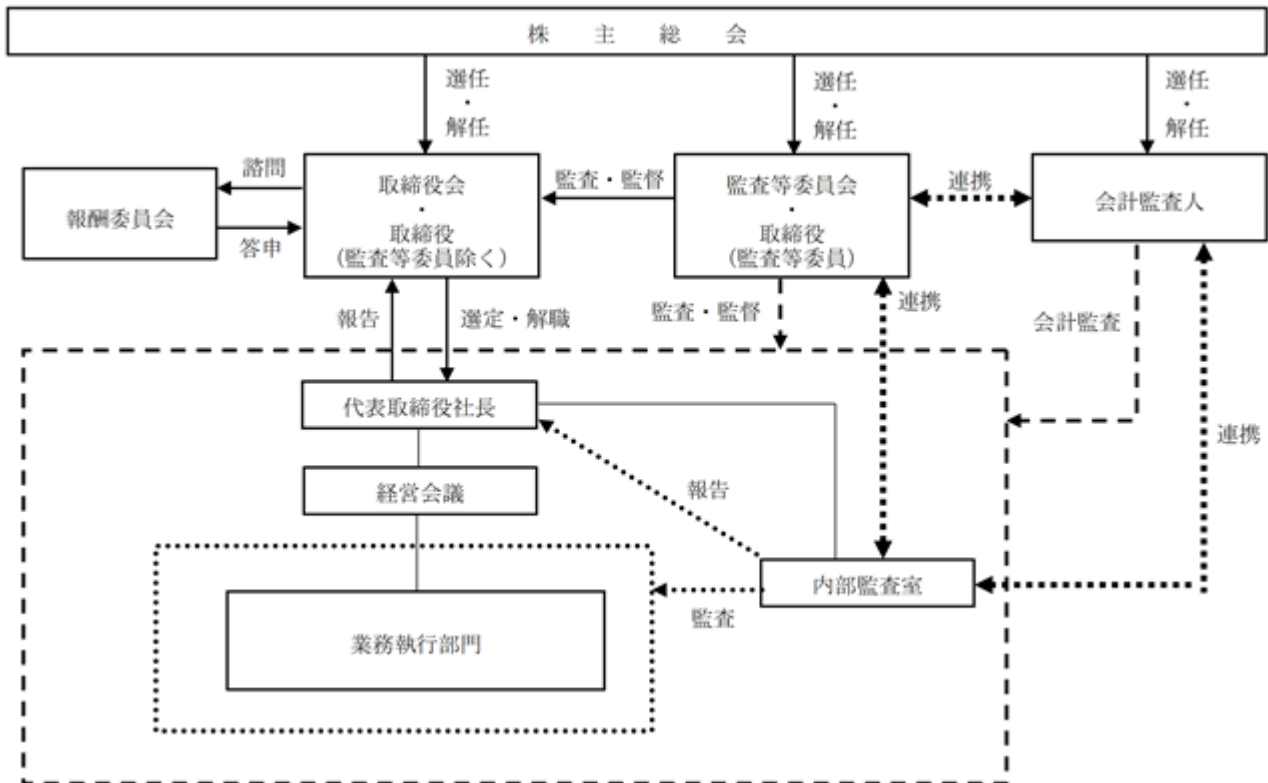 株主総会
選任
・
解任
選任
・
解任
選任
・
解任
諮問
報酬委員会
答申
取締役会
・
取締役
(監査等委員除く)
監査・監督
監査等委員会
・
取締役
(監査等委員)
連携
会計監査人
報告
選定・解職
監査・監督
連携
会計監査
代表取締役社長
連携
経営会議
報告
内部監査室
監査
業務執行部門